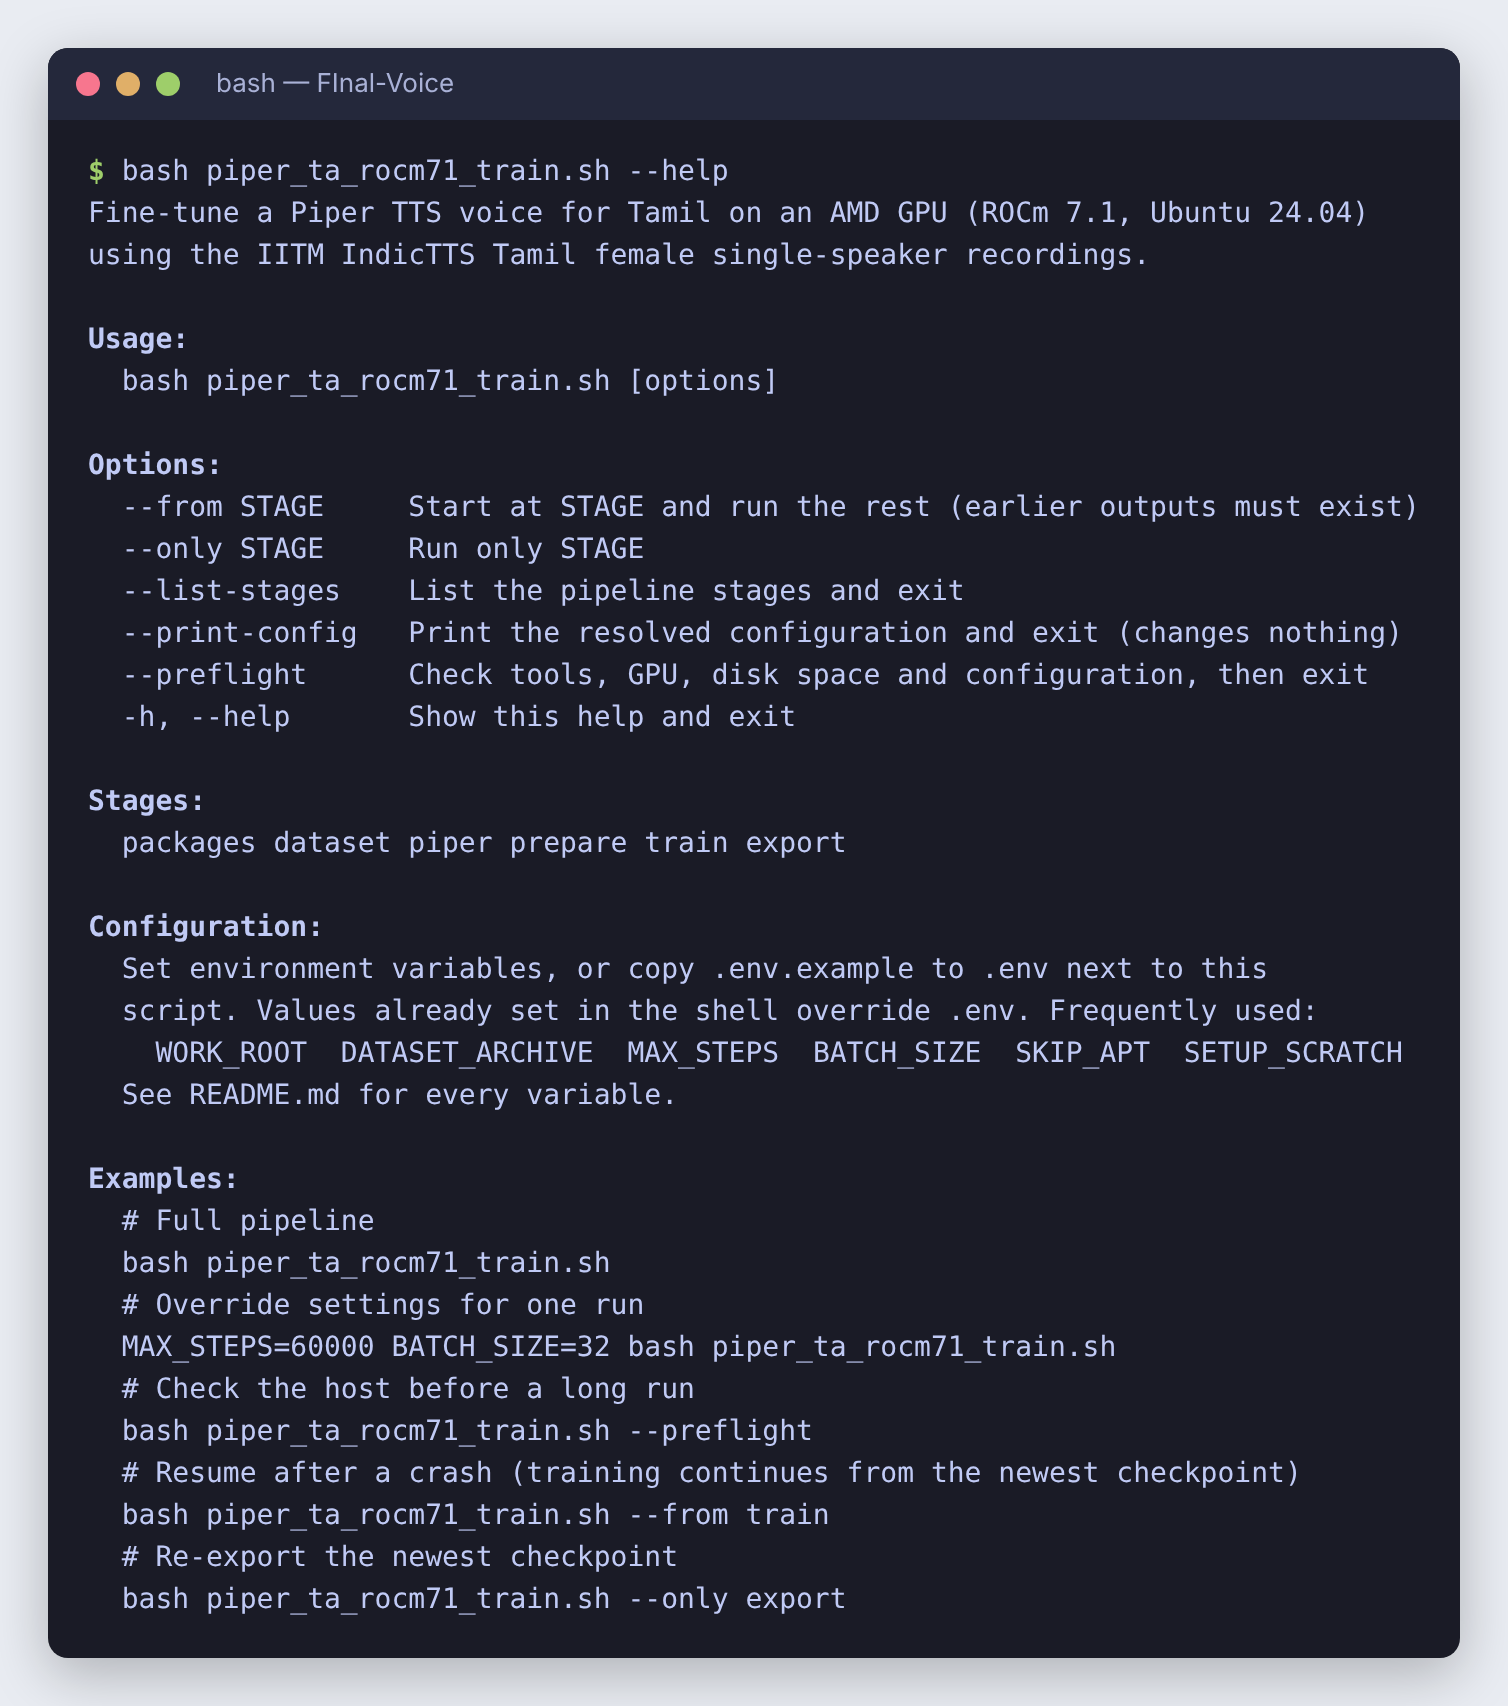 bash — FInal-Voice
$ bash piper_ta_rocm71_train.sh --help
Fine-tune a Piper TTS voice for Tamil on an AMD GPU (ROCm 7.1, Ubuntu 24.04)
using the IITM IndicTTS Tamil female single-speaker recordings.

Usage:
  bash piper_ta_rocm71_train.sh [options]

Options:
  --from STAGE     Start at STAGE and run the rest (earlier outputs must exist)
  --only STAGE     Run only STAGE
  --list-stages    List the pipeline stages and exit
  --print-config   Print the resolved configuration and exit (changes nothing)
  --preflight      Check tools, GPU, disk space and configuration, then exit
  -h, --help       Show this help and exit

Stages:
  packages dataset piper prepare train export

Configuration:
  Set environment variables, or copy .env.example to .env next to this
  script. Values already set in the shell override .env. Frequently used:
    WORK_ROOT  DATASET_ARCHIVE  MAX_STEPS  BATCH_SIZE  SKIP_APT  SETUP_SCRATCH
  See README.md for every variable.

Examples:
  # Full pipeline
  bash piper_ta_rocm71_train.sh
  # Override settings for one run
  MAX_STEPS=60000 BATCH_SIZE=32 bash piper_ta_rocm71_train.sh
  # Check the host before a long run
  bash piper_ta_rocm71_train.sh --preflight
  # Resume after a crash (training continues from the newest checkpoint)
  bash piper_ta_rocm71_train.sh --from train
  # Re-export the newest checkpoint
  bash piper_ta_rocm71_train.sh --only export